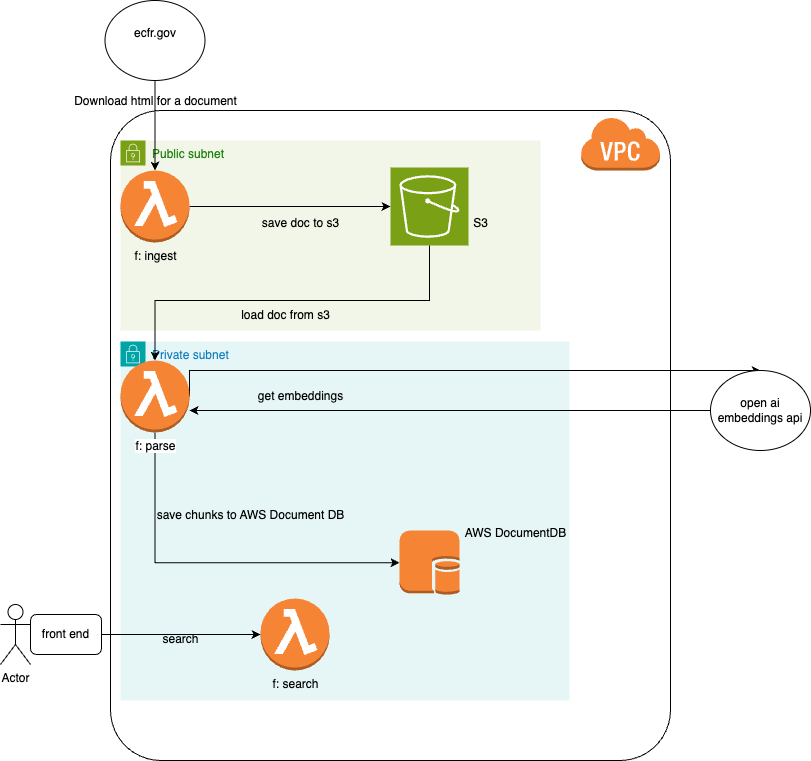 ecfr.gov
Download html for a document
VPC
Public subnet
save doc to s3
S3
f: ingest
load doc from s3
Private subnet
get embeddings
open ai
embeddings api
f: parse
save chunks to AWS Document DB
AWS DocumentDB
front end
search
Actor
f: search